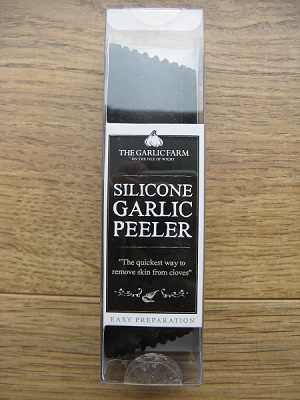 THE GARLIC FARM
ON THE ISLE OF WIGHT
SILICONE
GARLIC
PEELER
"The quickest way to
remove skin from cloves"
EASY PREPARATION